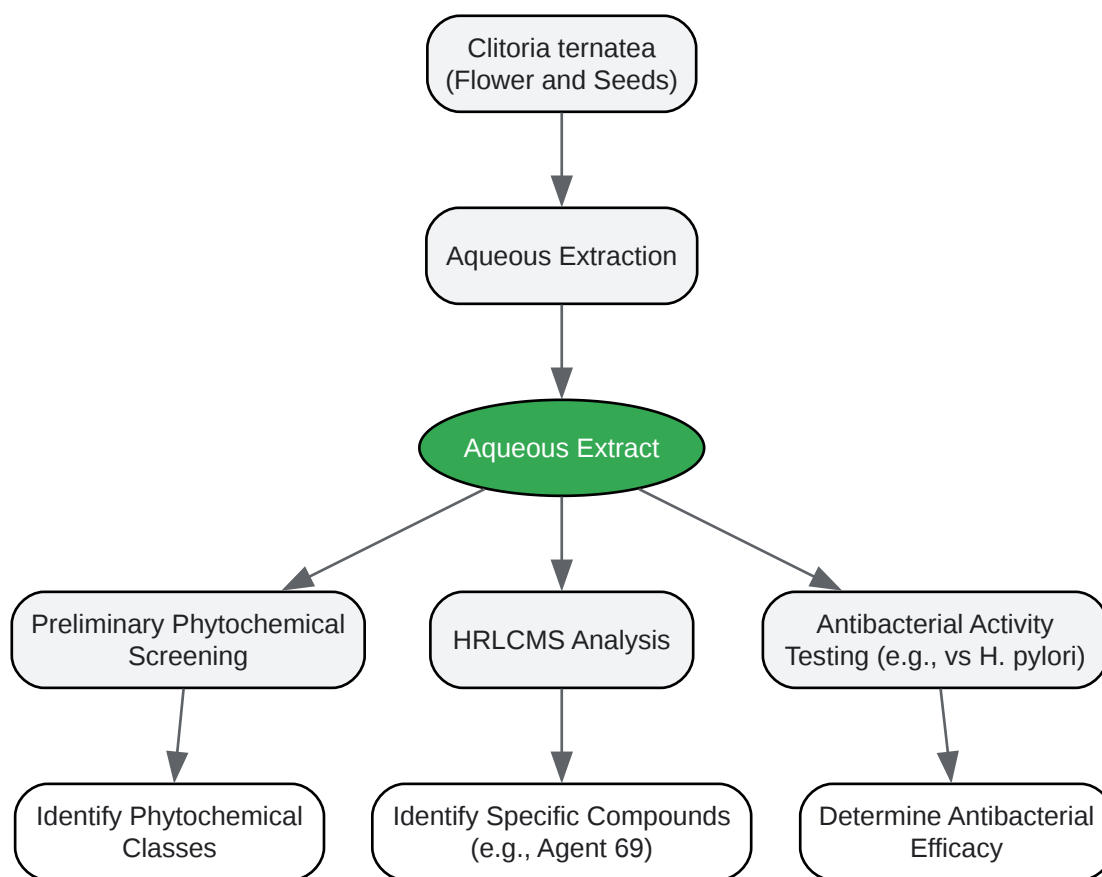 Clitoria ternatea
(Flower and Seeds)
Aqueous Extraction
Aqueous Extract
Preliminary Phytochemical
Screening
HRLCMS Analysis
Antibacterial Activity
Testing (e.g., vs H. pylori)
Identify Phytochemical
Classes
Identify Specific Compounds
(e.g., Agent 69)
Determine Antibacterial
Efficacy